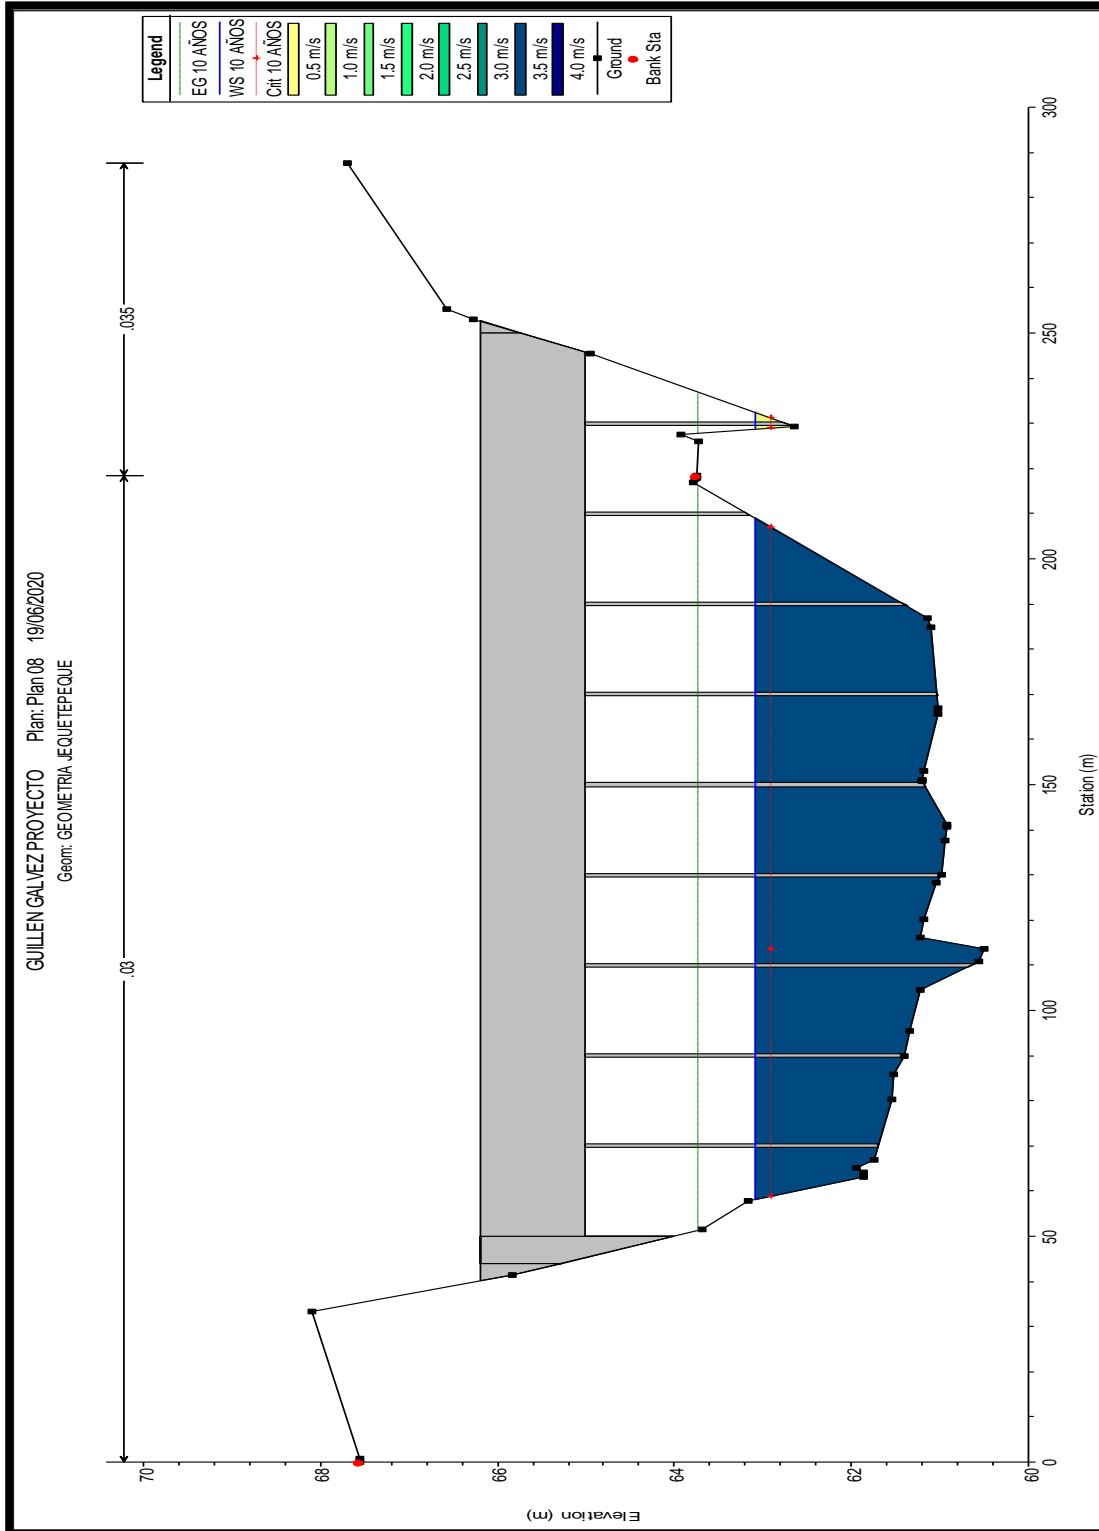 GUILLEN GALVEZ PROYECTO    Plan: Plan 08    19/06/2020
Geom: GEOMETRIA JEQUETEPEQUE
.03
.035
Legend
EG 10 AÑOS
WS 10 AÑOS
Crit 10 AÑOS
0.5 m/s
1.0 m/s
1.5 m/s
2.0 m/s
2.5 m/s
3.0 m/s
3.5 m/s
4.0 m/s
Ground
Bank Sta
70
68
66
64
62
60
Elevation (m)
0
50
100
150
200
250
300
Station (m)